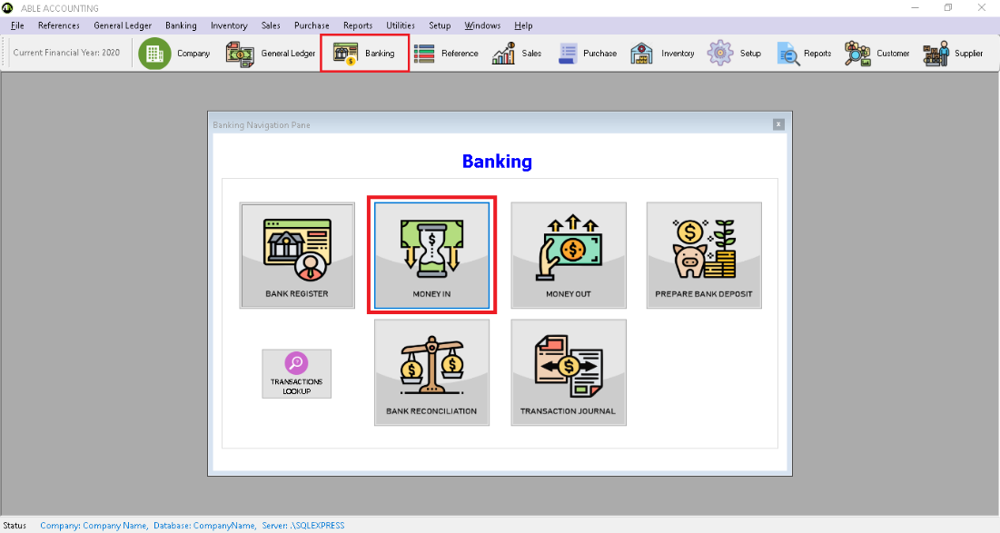 ABLE ACCOUNTING
File References General Ledger Banking Inventory Sales Purchase Reports Utilities Setup Windows Help
Current Financial Year: 2020 Company General Ledger Banking Reference Sales Purchase Inventory Setup Reports Customer Supplier
Banking Navigation Pane
Banking
BANK REGISTER MONEY IN MONEY OUT PREPARE BANK DEPOSIT
TRANSACTIONS
LOOKUP
BANK RECONCILIATION TRANSACTION JOURNAL
Status Company: Company Name, Database: CompanyName, Server: .\SQLEXPRESS